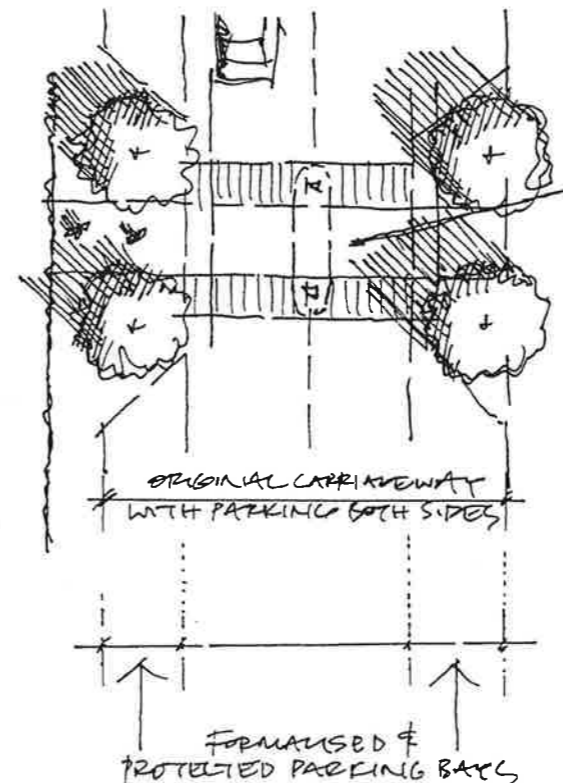 ORIGINAL CARRIAGEWAY
WITH PARKING BOTH SIDES
FORMALISED &
PROTECTED PARKING BAYS